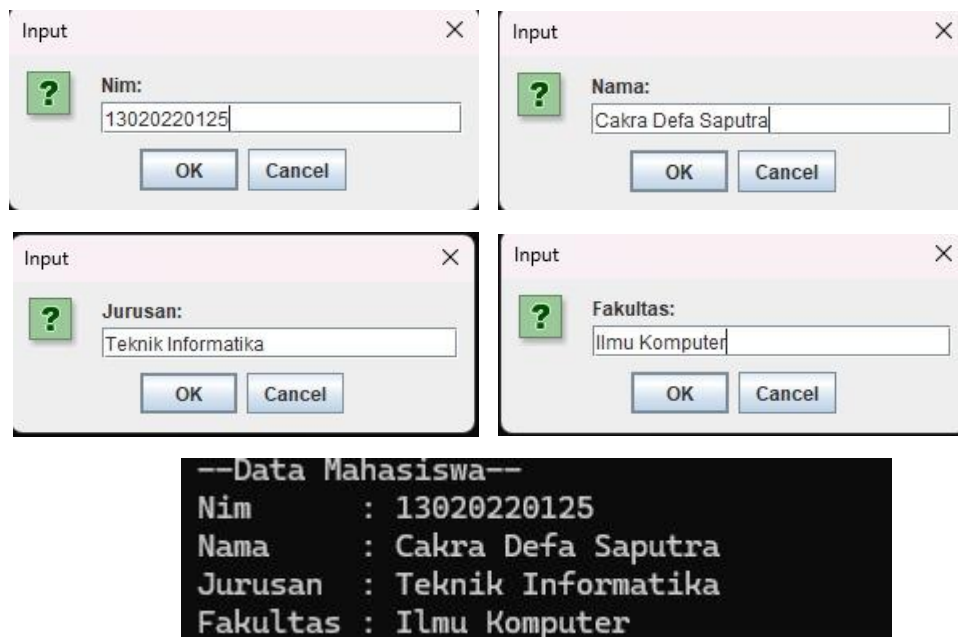 Input
Nim:
13020220125
OK Cancel
Input
Nama:
Cakra Defa Saputra
OK Cancel
Input
Jurusan:
Teknik Informatika
OK Cancel
Input
Fakultas:
Ilmu Komputer
OK Cancel
--Data Mahasiswa--
Nim : 13020220125
Nama : Cakra Defa Saputra
Jurusan : Teknik Informatika
Fakultas : Ilmu Komputer